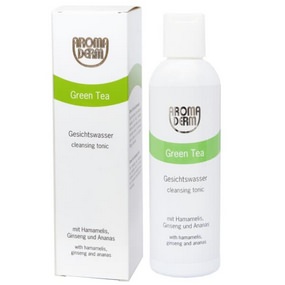 AROMA
DERM
Green Tea
Gesichtswasser
cleansing tonic
mit Hamamelis,
Ginseng und Ananas
with hamamelis,
ginseng and ananas
AROMA
DERM
Green Tea
Gesichtswasser
cleansing tonic
mit Hamamelis,
Ginseng und Ananas
with hamamelis,
ginseng and ananas